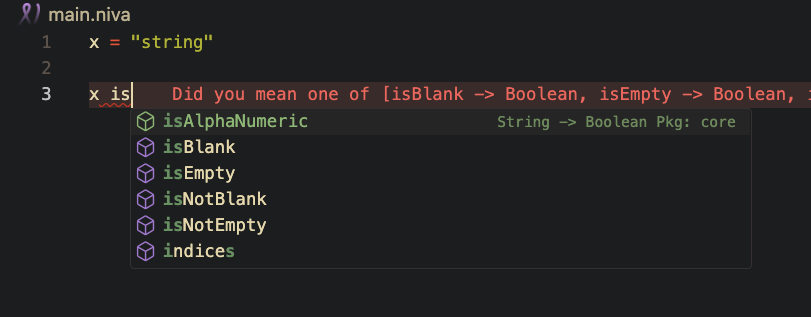 main.niva
1 x = "string"
2
3 x is Did you mean one of [isBlank -> Boolean, isEmpty -> Boolean,
isAlphaNumeric String -> Boolean Pkg: core
isBlank
isEmpty
isNotBlank
isNotEmpty
indices